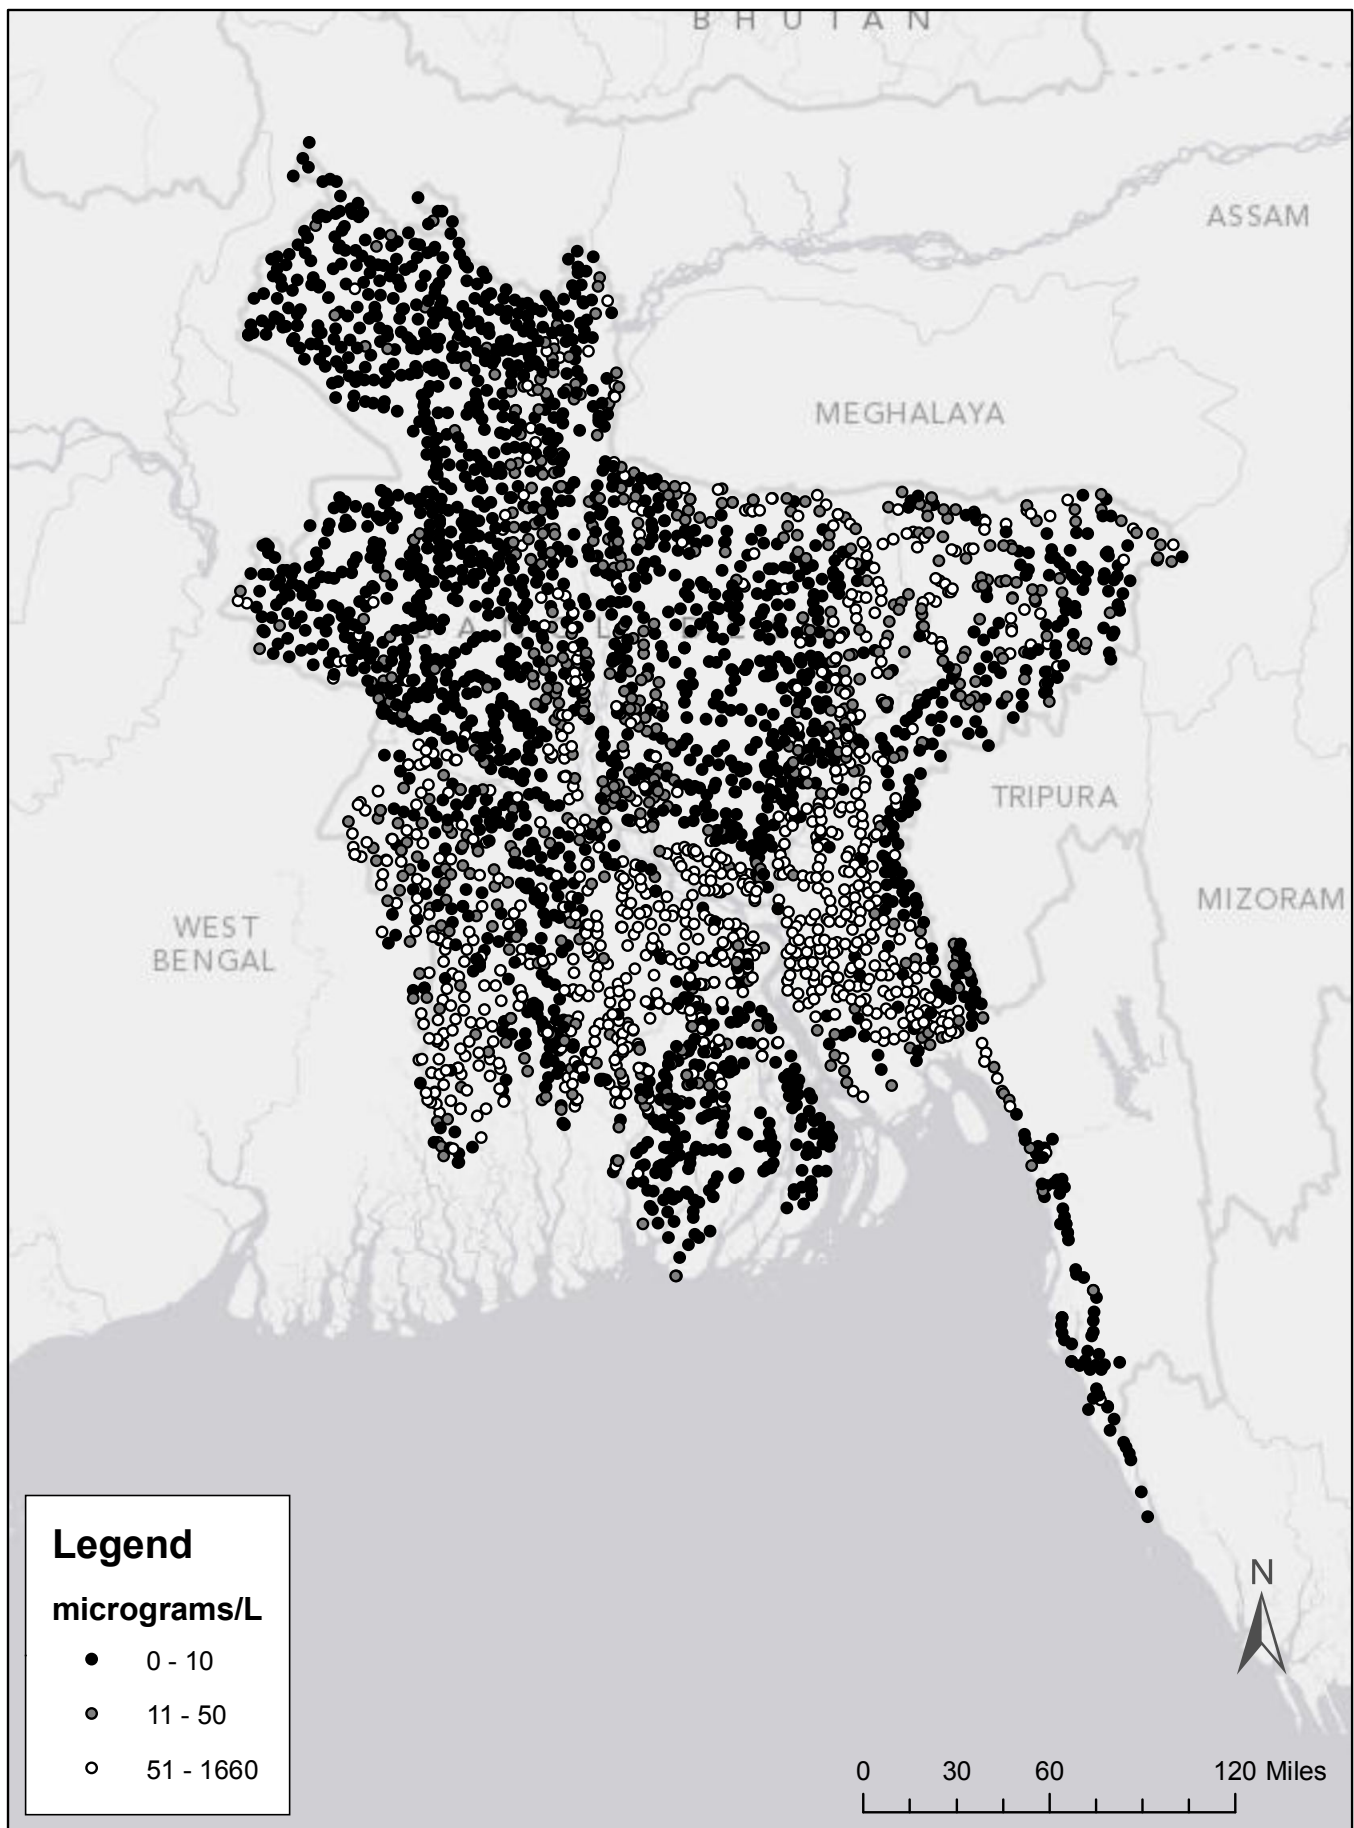 BHUTAN
ASSAM
MEGHALAYA
TRIPURA
MIZORAM
WEST
BENGAL
Legend
micrograms/L
0 - 10
11 - 50
51 - 1660
N
0 30 60 120 Miles